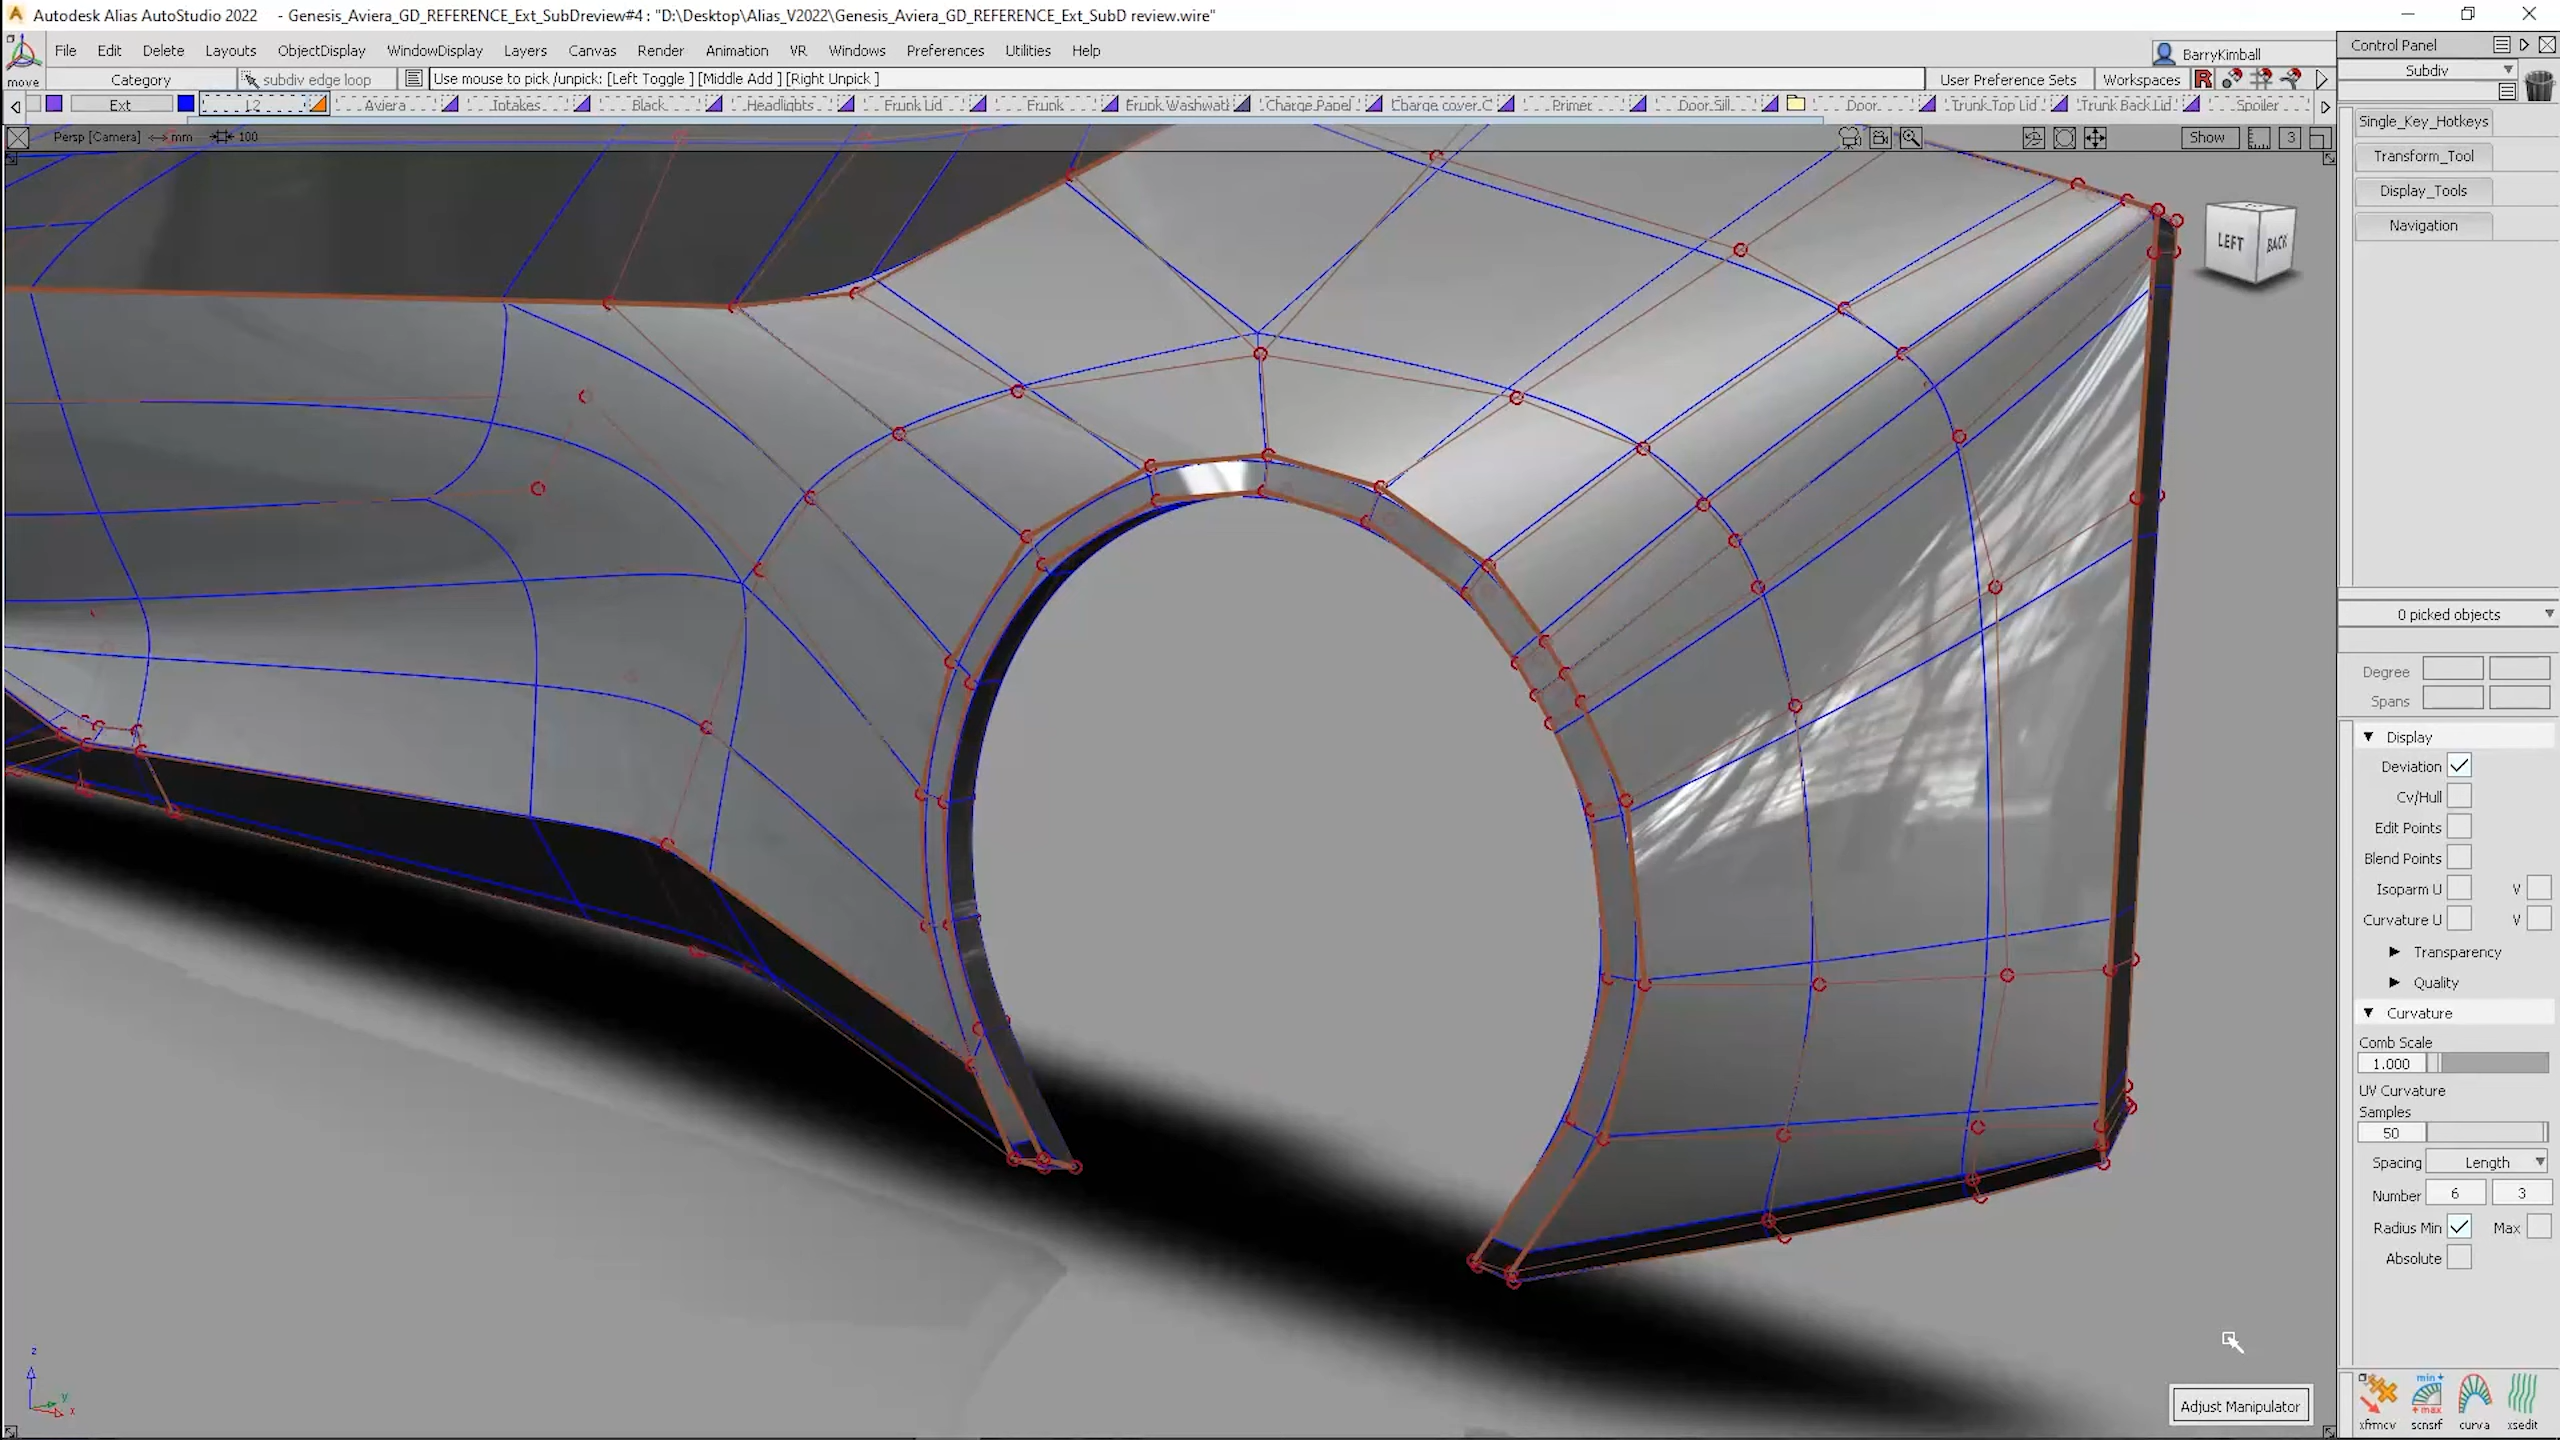 Autodesk Alias AutoStudio 2022 - Genesis_Aviera_GD_REFERENCE_Ext_SubDreview#4 : "D:\Desktop\Alias_V2022\Genesis_Aviera_GD_REFERENCE_Ext_SubD review.wire"
File Edit Delete Layouts ObjectDisplay WindowDisplay Layers Canvas Render Animation VR Windows Preferences Utilities Help
BarryKimball
move Category subdiv edge loop Use mouse to pick /unpick: [Left Toggle ] [Middle Add ] [Right Unpick ] User Preference Sets Workspaces R
Ext L2 Aviera Intakes Black Headlights Frunk Lid Frunk Frunk Washwat Charge Panel Charge cover C Primer Door Sill Door Trunk Top Lid Trunk Back Lid Spoiler
Persp [Camera] mm 100 Show 3
LEFT BACK
Control Panel
Subdiv
Single_Key_Hotkeys
Transform_Tool
Display_Tools
Navigation
0 picked objects
Degree
Spans
Display
Deviation
Cv/Hull
Edit Points
Blend Points
Isoparm U V
Curvature U V
Transparency
Quality
Curvature
Comb Scale
1.000
UV Curvature
Samples
50
Spacing Length
Number 6 3
Radius Min Max
Absolute
z
y
x
Adjust Manipulator
min
max
xfrmcv scnsrf curva xsedit